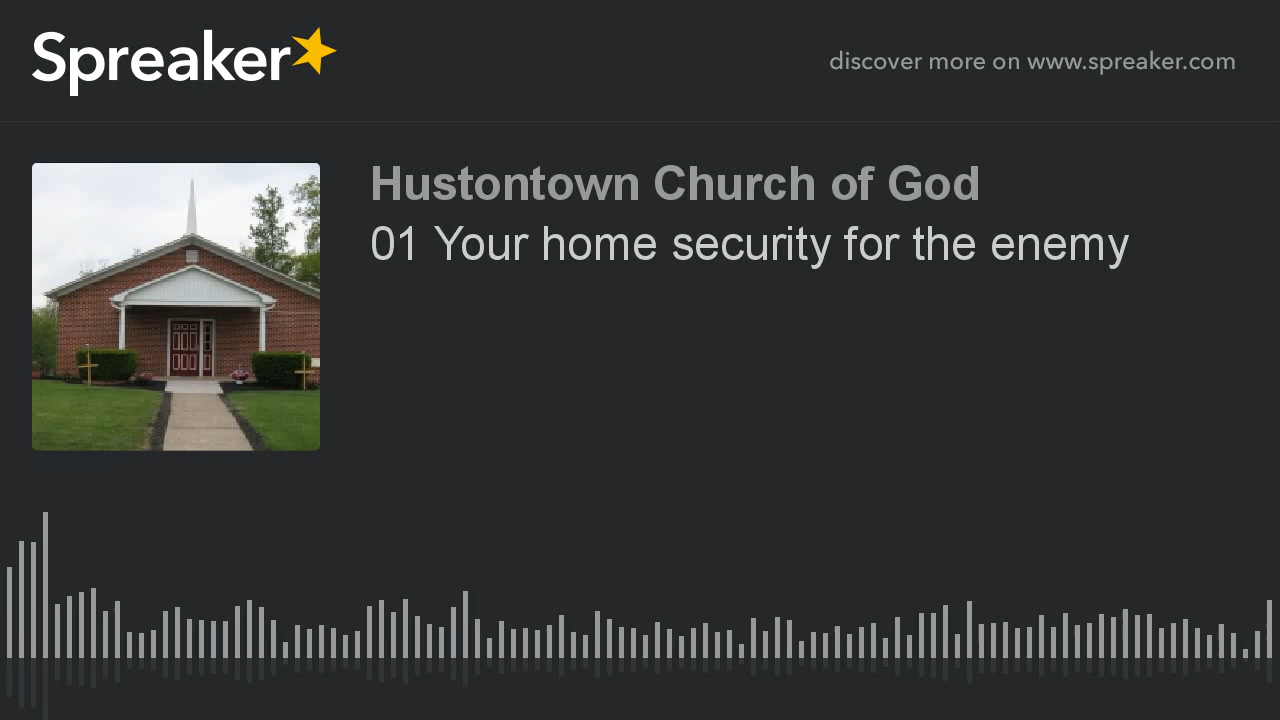 Spreaker
discover more on www.spreaker.com
Hustontown Church of God
01 Your home security for the enemy